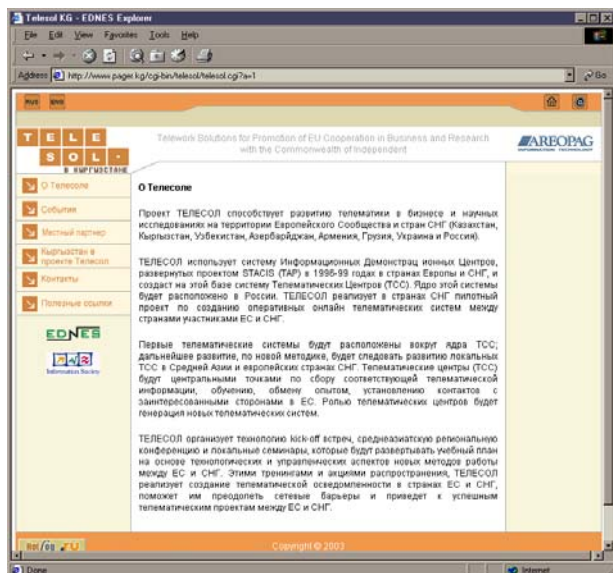 Telesol KG - EDNES Explorer
File Edit View Favorites Tools Help
Address http://www.pager.kg/cgi-bin/telesol/telesol.cgi?a=1 Go
RUS ENG
TELE
SOL.
В КЫРГЫЗСТАНЕ
Telework Solutions for Promotion of EU Cooperation in Business and Research
with the Commonwealth of Independent
AREOPAG
INFORMATION TECHNOLOGY
О Телесоле
События
Местный партнер
Кыргызстан в
проекте Телесол
Контакты
Полезные ссылки
EDNES
Information Society
О Телесоле
Проект ТЕЛЕСОЛ способствует развитию телематики в бизнесе и научных
исследованиях на территории Европейского Сообщества и стран СНГ (Казахстан,
Кыргызстан, Узбекистан, Азербайрджан, Армения, Грузия, Украина и Россия).
ТЕЛЕСОЛ использует систему Информационных Демонстрац ионных Центров,
развернутых проектом STACIS (TAP) в 1996-99 годах в странах Европы и СНГ, и
создаст на этой базе систему Телематических Центров (ТСС). Ядро этой системы
будет расположено в России. ТЕЛЕСОЛ реализует в странах СНГ пилотный
проект по созданию оперативных онлайн телематических систем между
странами участниками ЕС и СНГ.
Первые телематические системы будут расположены вокруг ядра ТСС;
дальнейшее развитие, по новой методике, будет следовать развитию локальных
ТСС в Средней Азии и европейских странах СНГ. Телематические центры (ТСС)
будут центральными точками по сбору соответствующей телематической
информации, обучению, обмену опытом, установлению контактов с
заинтересованными сторонами в ЕС. Ролью телематических центров будет
генерация новых телематических систем.
ТЕЛЕСОЛ организует технологию kick-off встреч, среднеазиатскую региональную
конференцию и локальные семинары, которые будут развертывать учебный план
на основе технологических и управленческих аспектов новых методов работы
между ЕС и СНГ. Этими тренингами и акциями распространения, ТЕЛЕСОЛ
реализует создание телематической осведомленности в странах ЕС и СНГ,
поможет им преодолеть сетевые барьеры и приведет к успешным
телематическим проектам между ЕС и СНГ.
Copyright © 2003
Done Internet